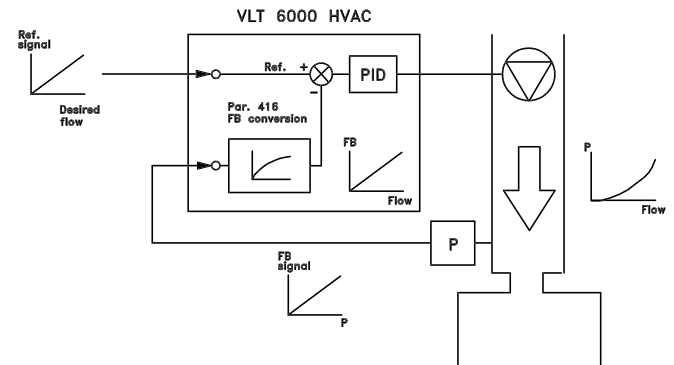 VLT 6000 HVAC
Ref.
signal
Desired
flow
Ref.
+
-
PID
Par. 416
FB conversion
FB
Flow
P
Flow
P
FB
signal
P